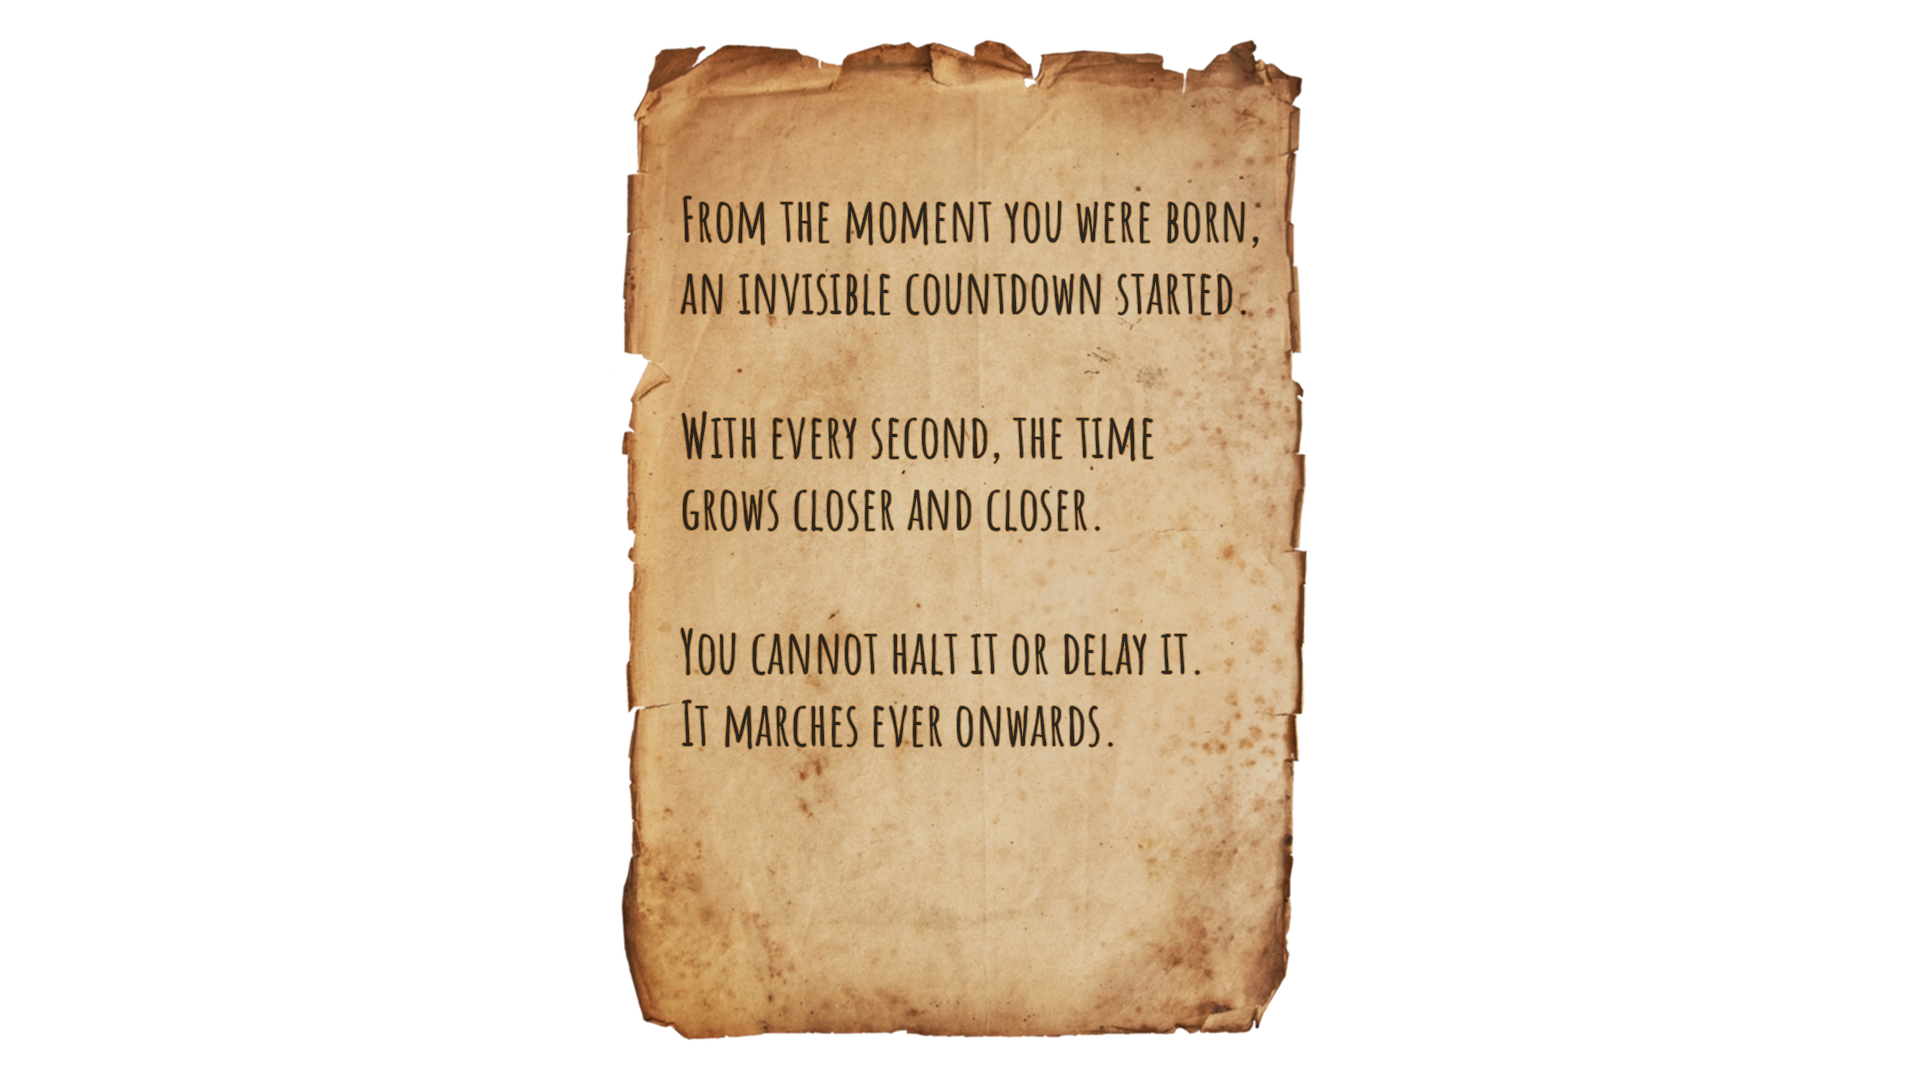 From the moment you were born,
an invisible countdown started.
With every second, the time
grows closer and closer.
You cannot halt it or delay it.
It marches ever onwards.